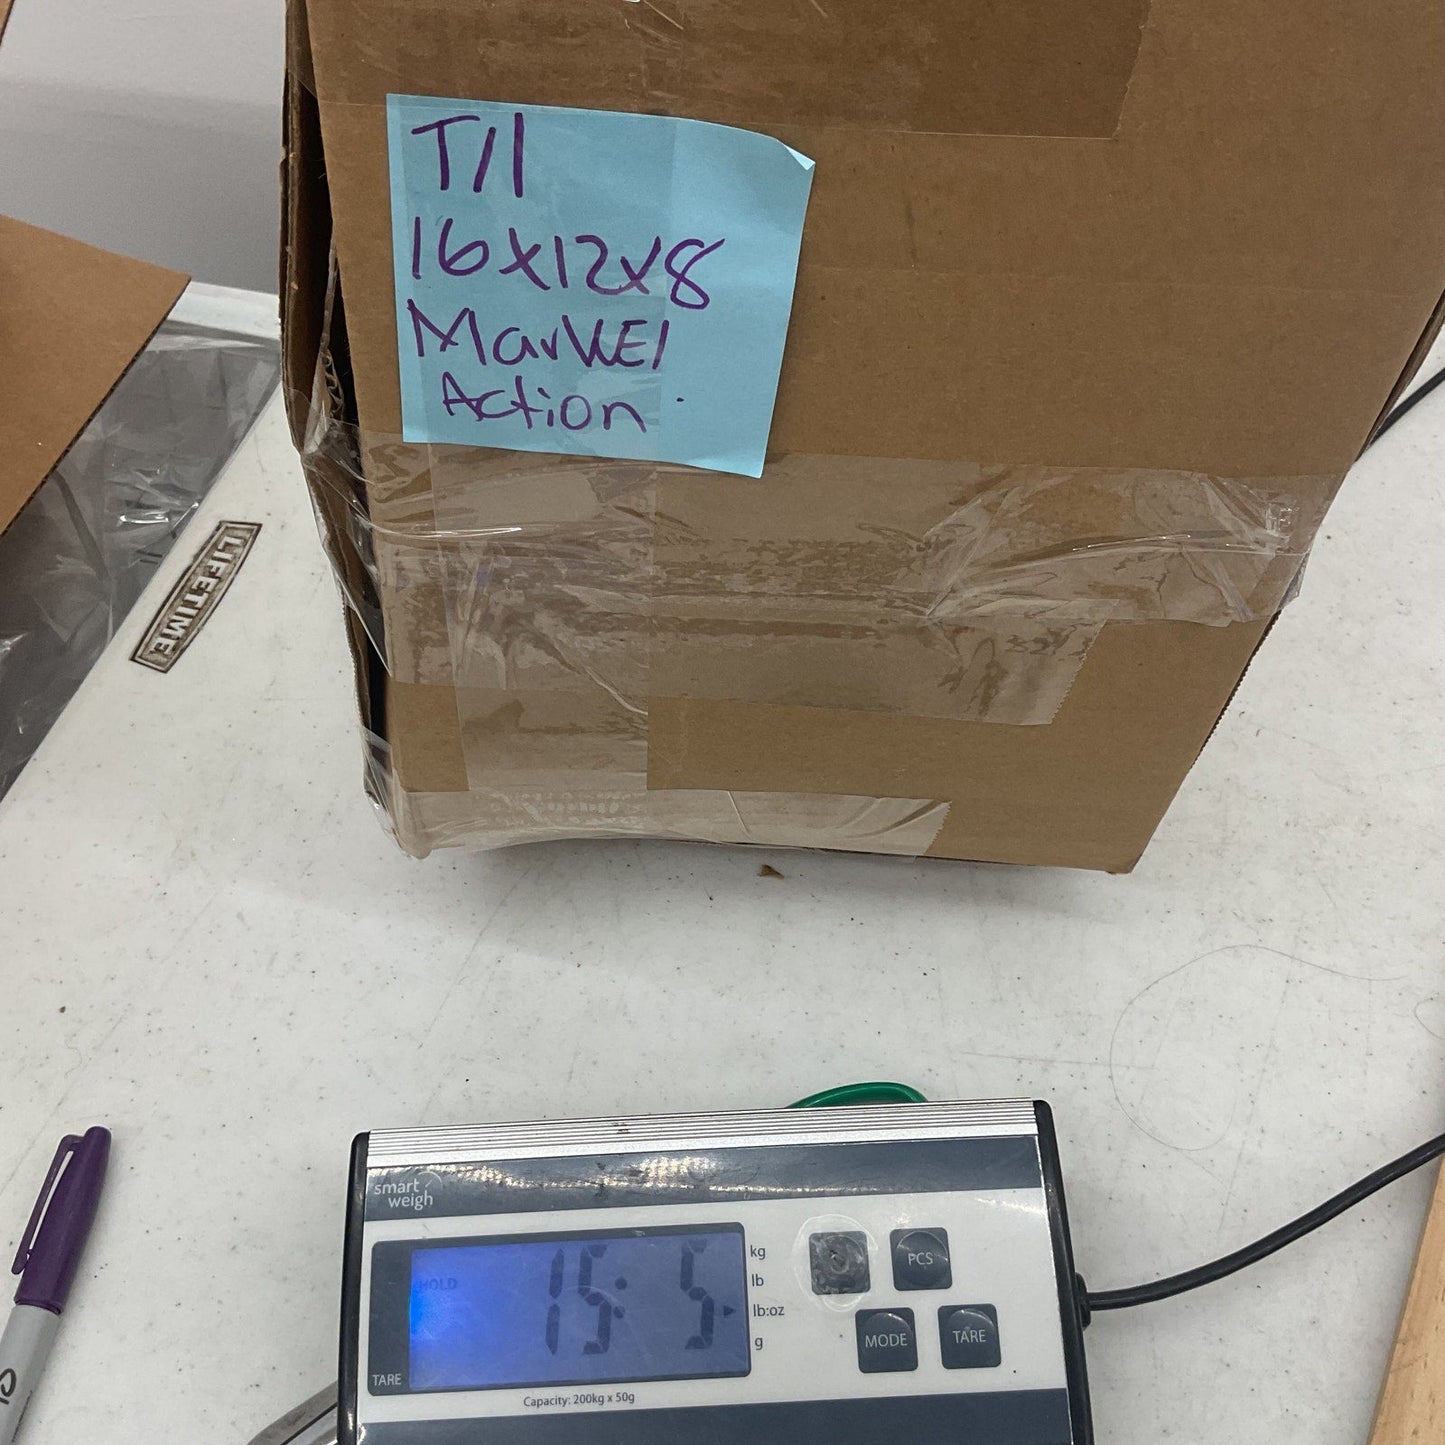 T/1
16x12x8
MarVEl
Action
LIFETIME
smart
weigh
HOLD
15: 5
TARE
kg
lb
lb:oz
g
PCS
MODE
TARE
Capacity: 200kg x 50g